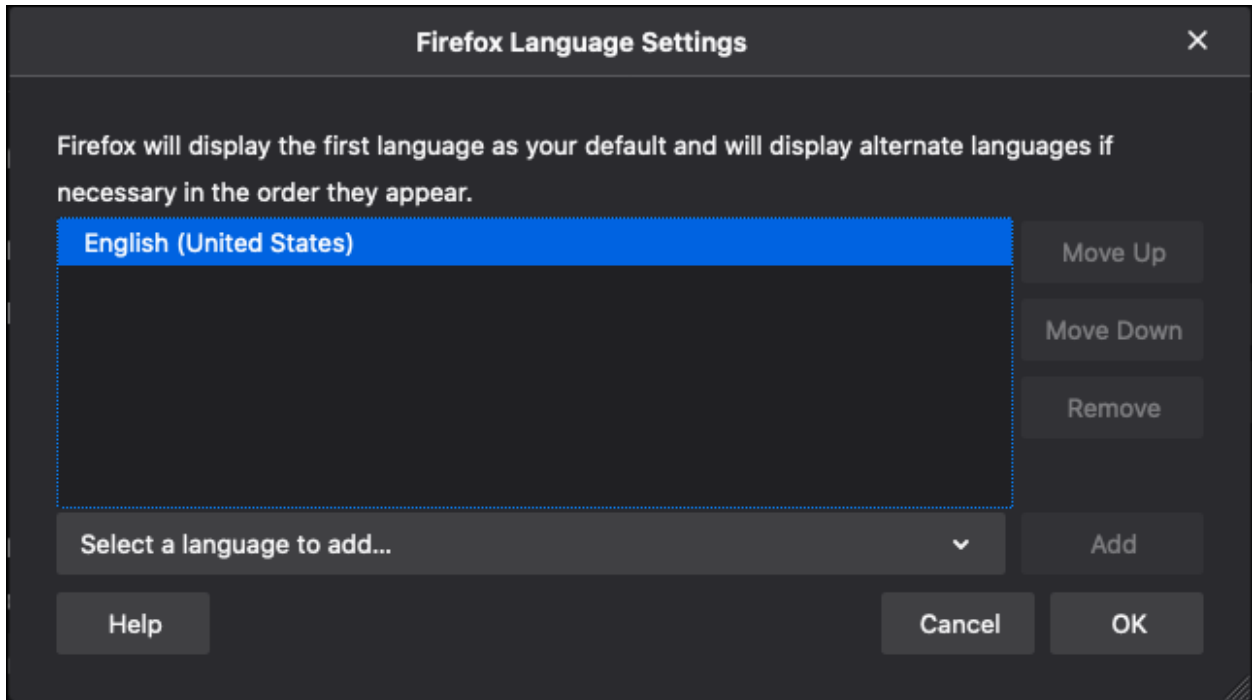 Firefox Language Settings
Firefox will display the first language as your default and will display alternate languages if
necessary in the order they appear.
English (United States)
Move Up
Move Down
Remove
Select a language to add...
Add
Help
Cancel
OK